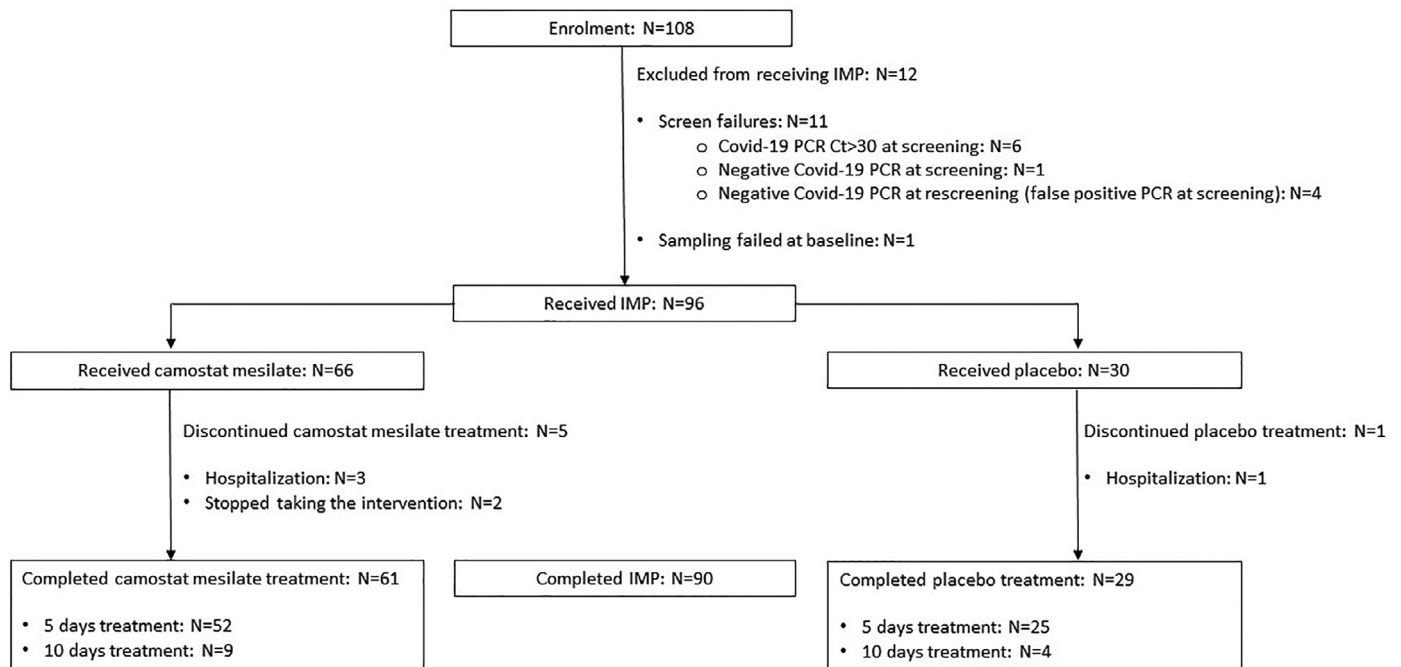 Enrolment: N=108
Excluded from receiving IMP: N=12
• Screen failures: N=11
o Covid-19 PCR Ct>30 at screening: N=6
o Negative Covid-19 PCR at screening: N=1
o Negative Covid-19 PCR at rescreening (false positive PCR at screening): N=4
• Sampling failed at baseline: N=1
Received IMP: N=96
Received camostat mesilate: N=66
Received placebo: N=30
Discontinued camostat mesilate treatment: N=5
• Hospitalization: N=3
• Stopped taking the intervention: N=2
Discontinued placebo treatment: N=1
• Hospitalization: N=1
Completed camostat mesilate treatment: N=61
• 5 days treatment: N=52
• 10 days treatment: N=9
Completed IMP: N=90
Completed placebo treatment: N=29
• 5 days treatment: N=25
• 10 days treatment: N=4